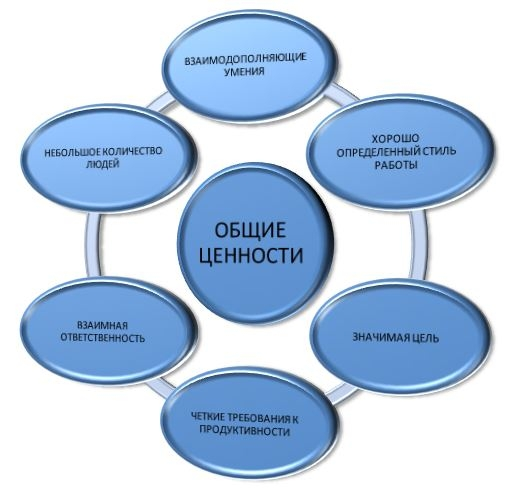 ВЗАИМОДОПОЛНЯЮЩИЕ
УМЕНИЯ
ХОРОШО
ОПРЕДЕЛЕННЫЙ СТИЛЬ
РАБОТЫ
НЕБОЛЬШОЕ КОЛИЧЕСТВО
ЛЮДЕЙ
ОБЩИЕ
ЦЕННОСТИ
ВЗАИМНАЯ
ОТВЕТСТВЕННОСТЬ
ЗНАЧИМАЯ ЦЕЛЬ
ЧЕТКИЕ ТРЕБОВАНИЯ К
ПРОДУКТИВНОСТИ